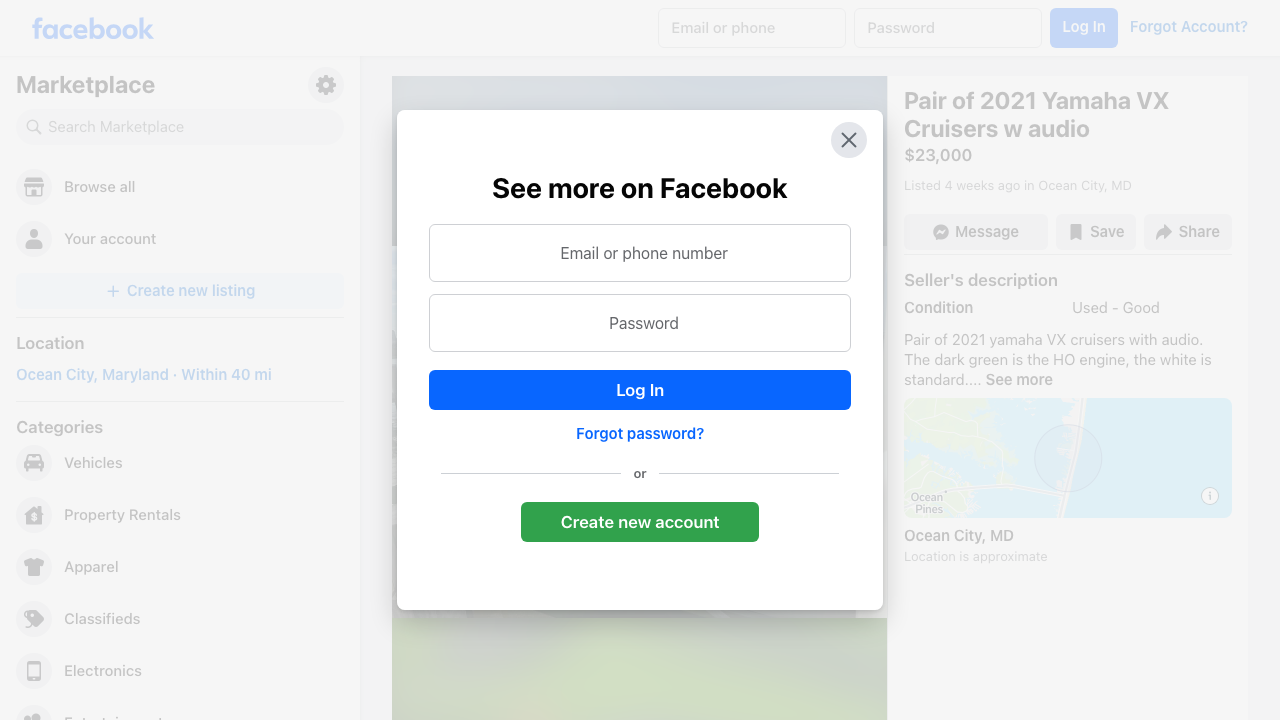 facebook
Email or phone
Password
Log In
Forgot Account?
Marketplace
Search Marketplace
Browse all
Your account
Create new listing
Location
Ocean City, Maryland · Within 40 mi
Categories
Vehicles
Property Rentals
Apparel
Classifieds
Electronics
See more on Facebook
Email or phone number
Password
Log In
Forgot password?
or
Create new account
Pair of 2021 Yamaha VX
Cruisers w audio
$23,000
Listed 4 weeks ago in Ocean City, MD
Message
Save
Share
Seller's description
Condition
Used - Good
Pair of 2021 yamaha VX cruisers with audio.
The dark green is the HO engine, the white is
standard.... See more
Ocean
Pines
Ocean City, MD
Location is approximate